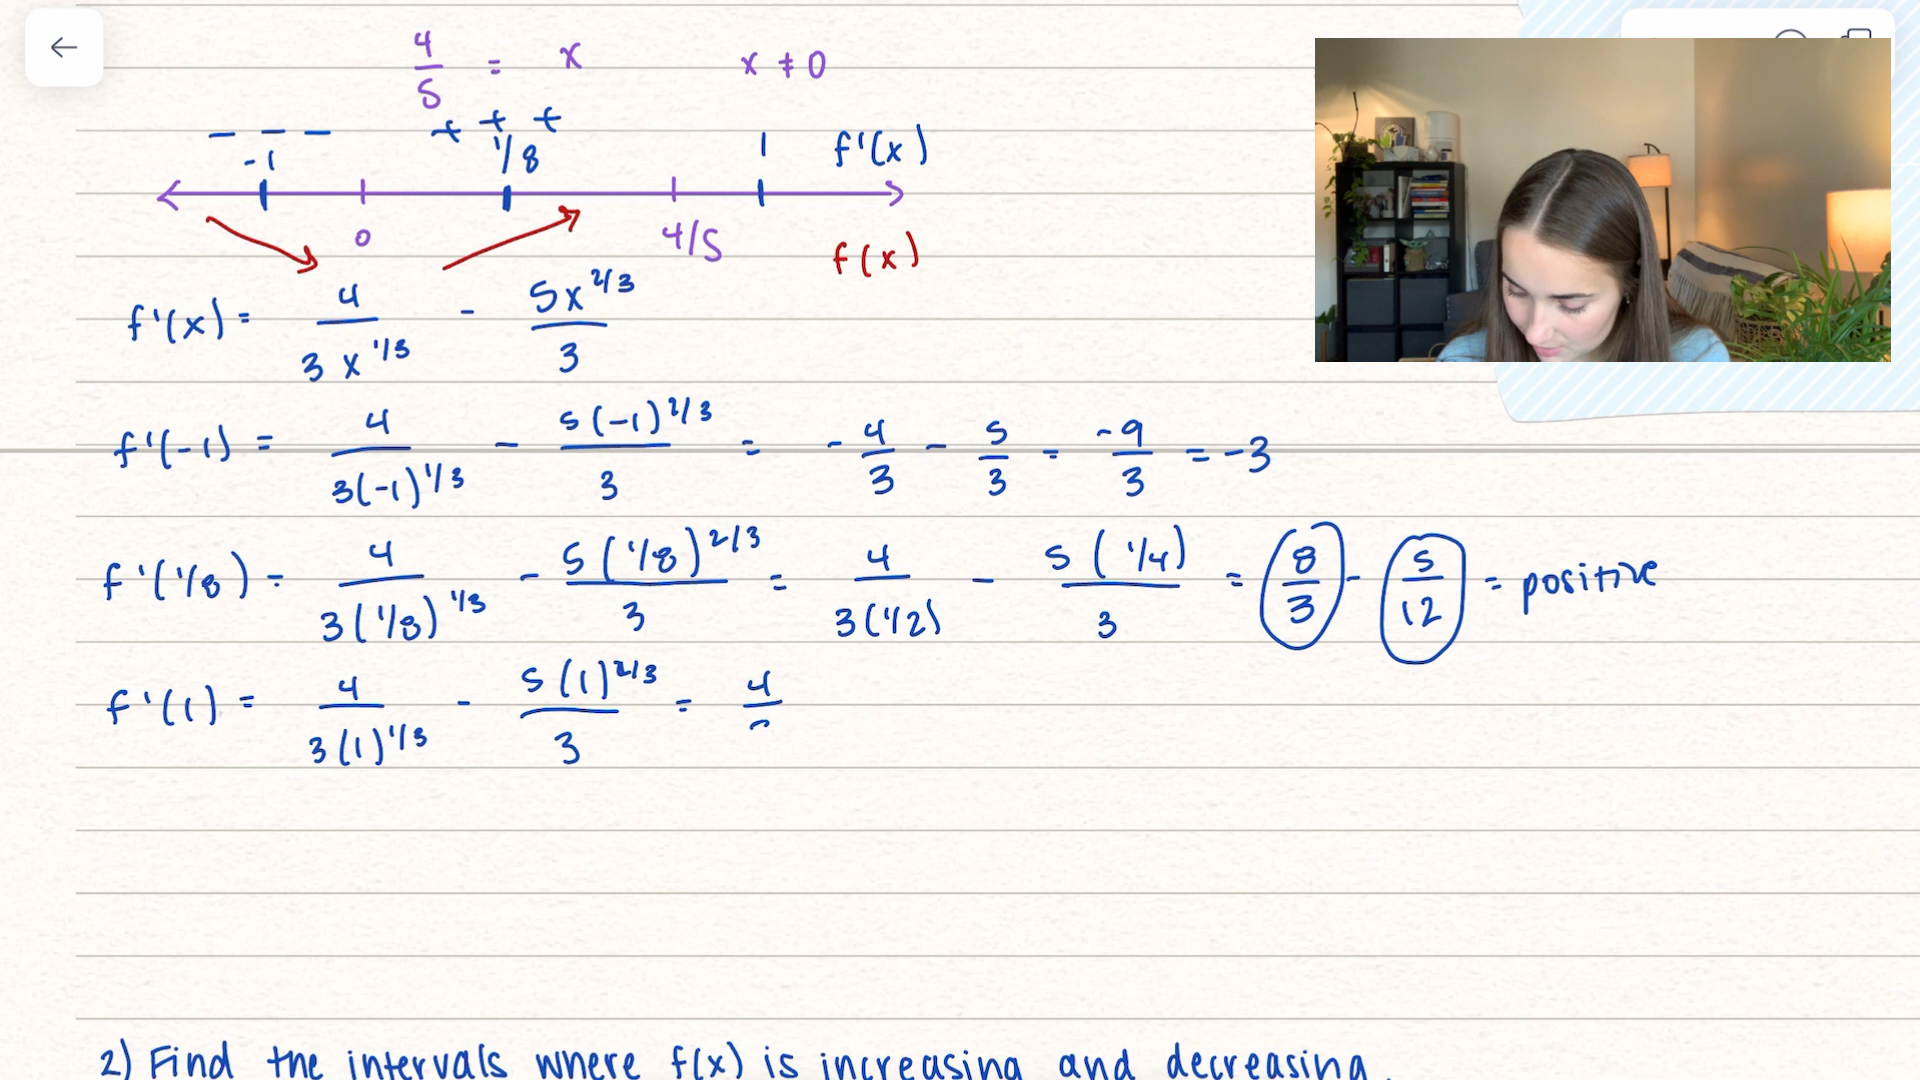 4/5 = x    x ≠ 0
- - -    + + +
-1    1/8    1    f'(x)
0    4/5    f(x)
f'(x) = 4/(3x^(1/3)) - 5x^(2/3)/3
f'(-1) = 4/(3(-1)^(1/3)) - 5(-1)^(2/3)/3 = -4/3 - 5/3 = -9/3 = -3
f'(1/8) = 4/(3(1/8)^(1/3)) - 5(1/8)^(2/3)/3 = 4/(3(1/2)) - 5(1/4)/3 = 8/3 - 5/12 = positive
f'(1) = 4/(3(1)^(1/3)) - 5(1)^(2/3)/3 = 4/
2) Find the intervals where f(x) is increasing and decreasing.